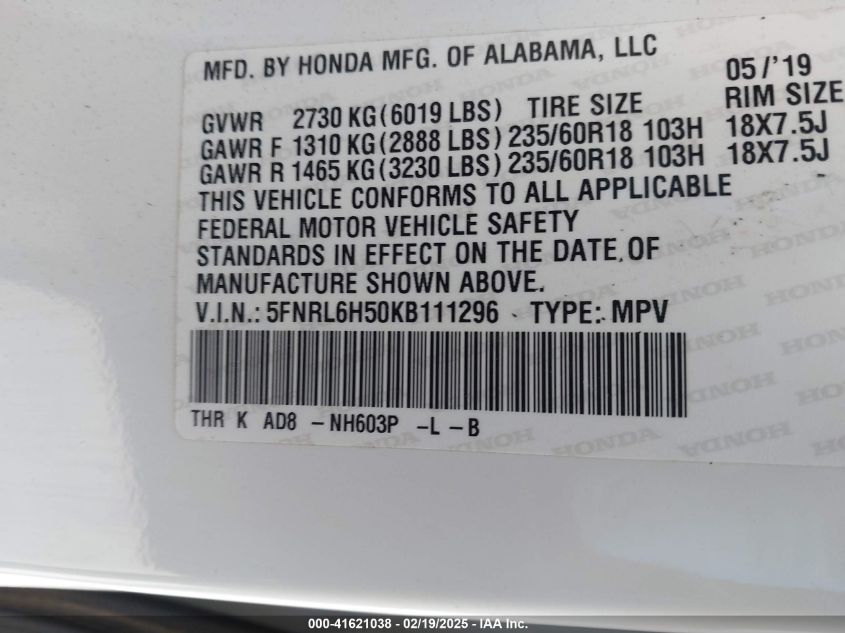 MFD. BY HONDA MFG. OF ALABAMA, LLC 05/'19
GVWR 2730 KG(6019 LBS) TIRE SIZE RIM SIZE
GAWR F 1310 KG(2888 LBS) 235/60R18 103H 18X7.5J
GAWR R 1465 KG(3230 LBS) 235/60R18 103H 18X7.5J
THIS VEHICLE CONFORMS TO ALL APPLICABLE
FEDERAL MOTOR VEHICLE SAFETY
STANDARDS IN EFFECT ON THE DATE OF
MANUFACTURE SHOWN ABOVE.
V.I.N.: 5FNRL6H50KB111296 TYPE: MPV
THR K AD8 -NH603P -L -B
000-41621038 - 02/19/2025 - IAA Inc.